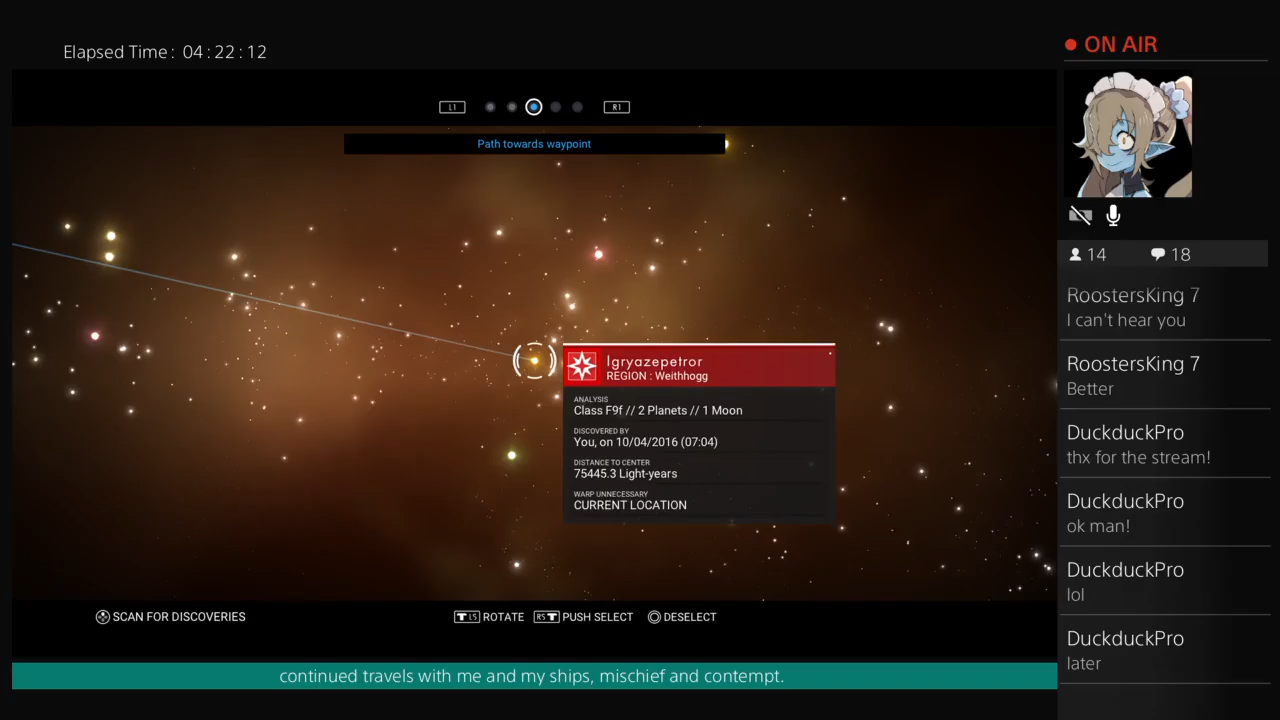 Elapsed Time: 04:22:12
ON AIR
L1
R1
Path towards waypoint
14
18
RoostersKing 7
I can't hear you
RoostersKing 7
Better
DuckduckPro
thx for the stream!
DuckduckPro
ok man!
DuckduckPro
lol
DuckduckPro
later
Igryazepetror
REGION : Weithhogg
ANALYSIS
Class F9f // 2 Planets // 1 Moon
DISCOVERED BY
You, on 10/04/2016 (07:04)
DISTANCE TO CENTER
75445.3 Light-years
WARP UNNECESSARY
CURRENT LOCATION
SCAN FOR DISCOVERIES
LS ROTATE RS PUSH SELECT DESELECT
continued travels with me and my ships, mischief and contempt.